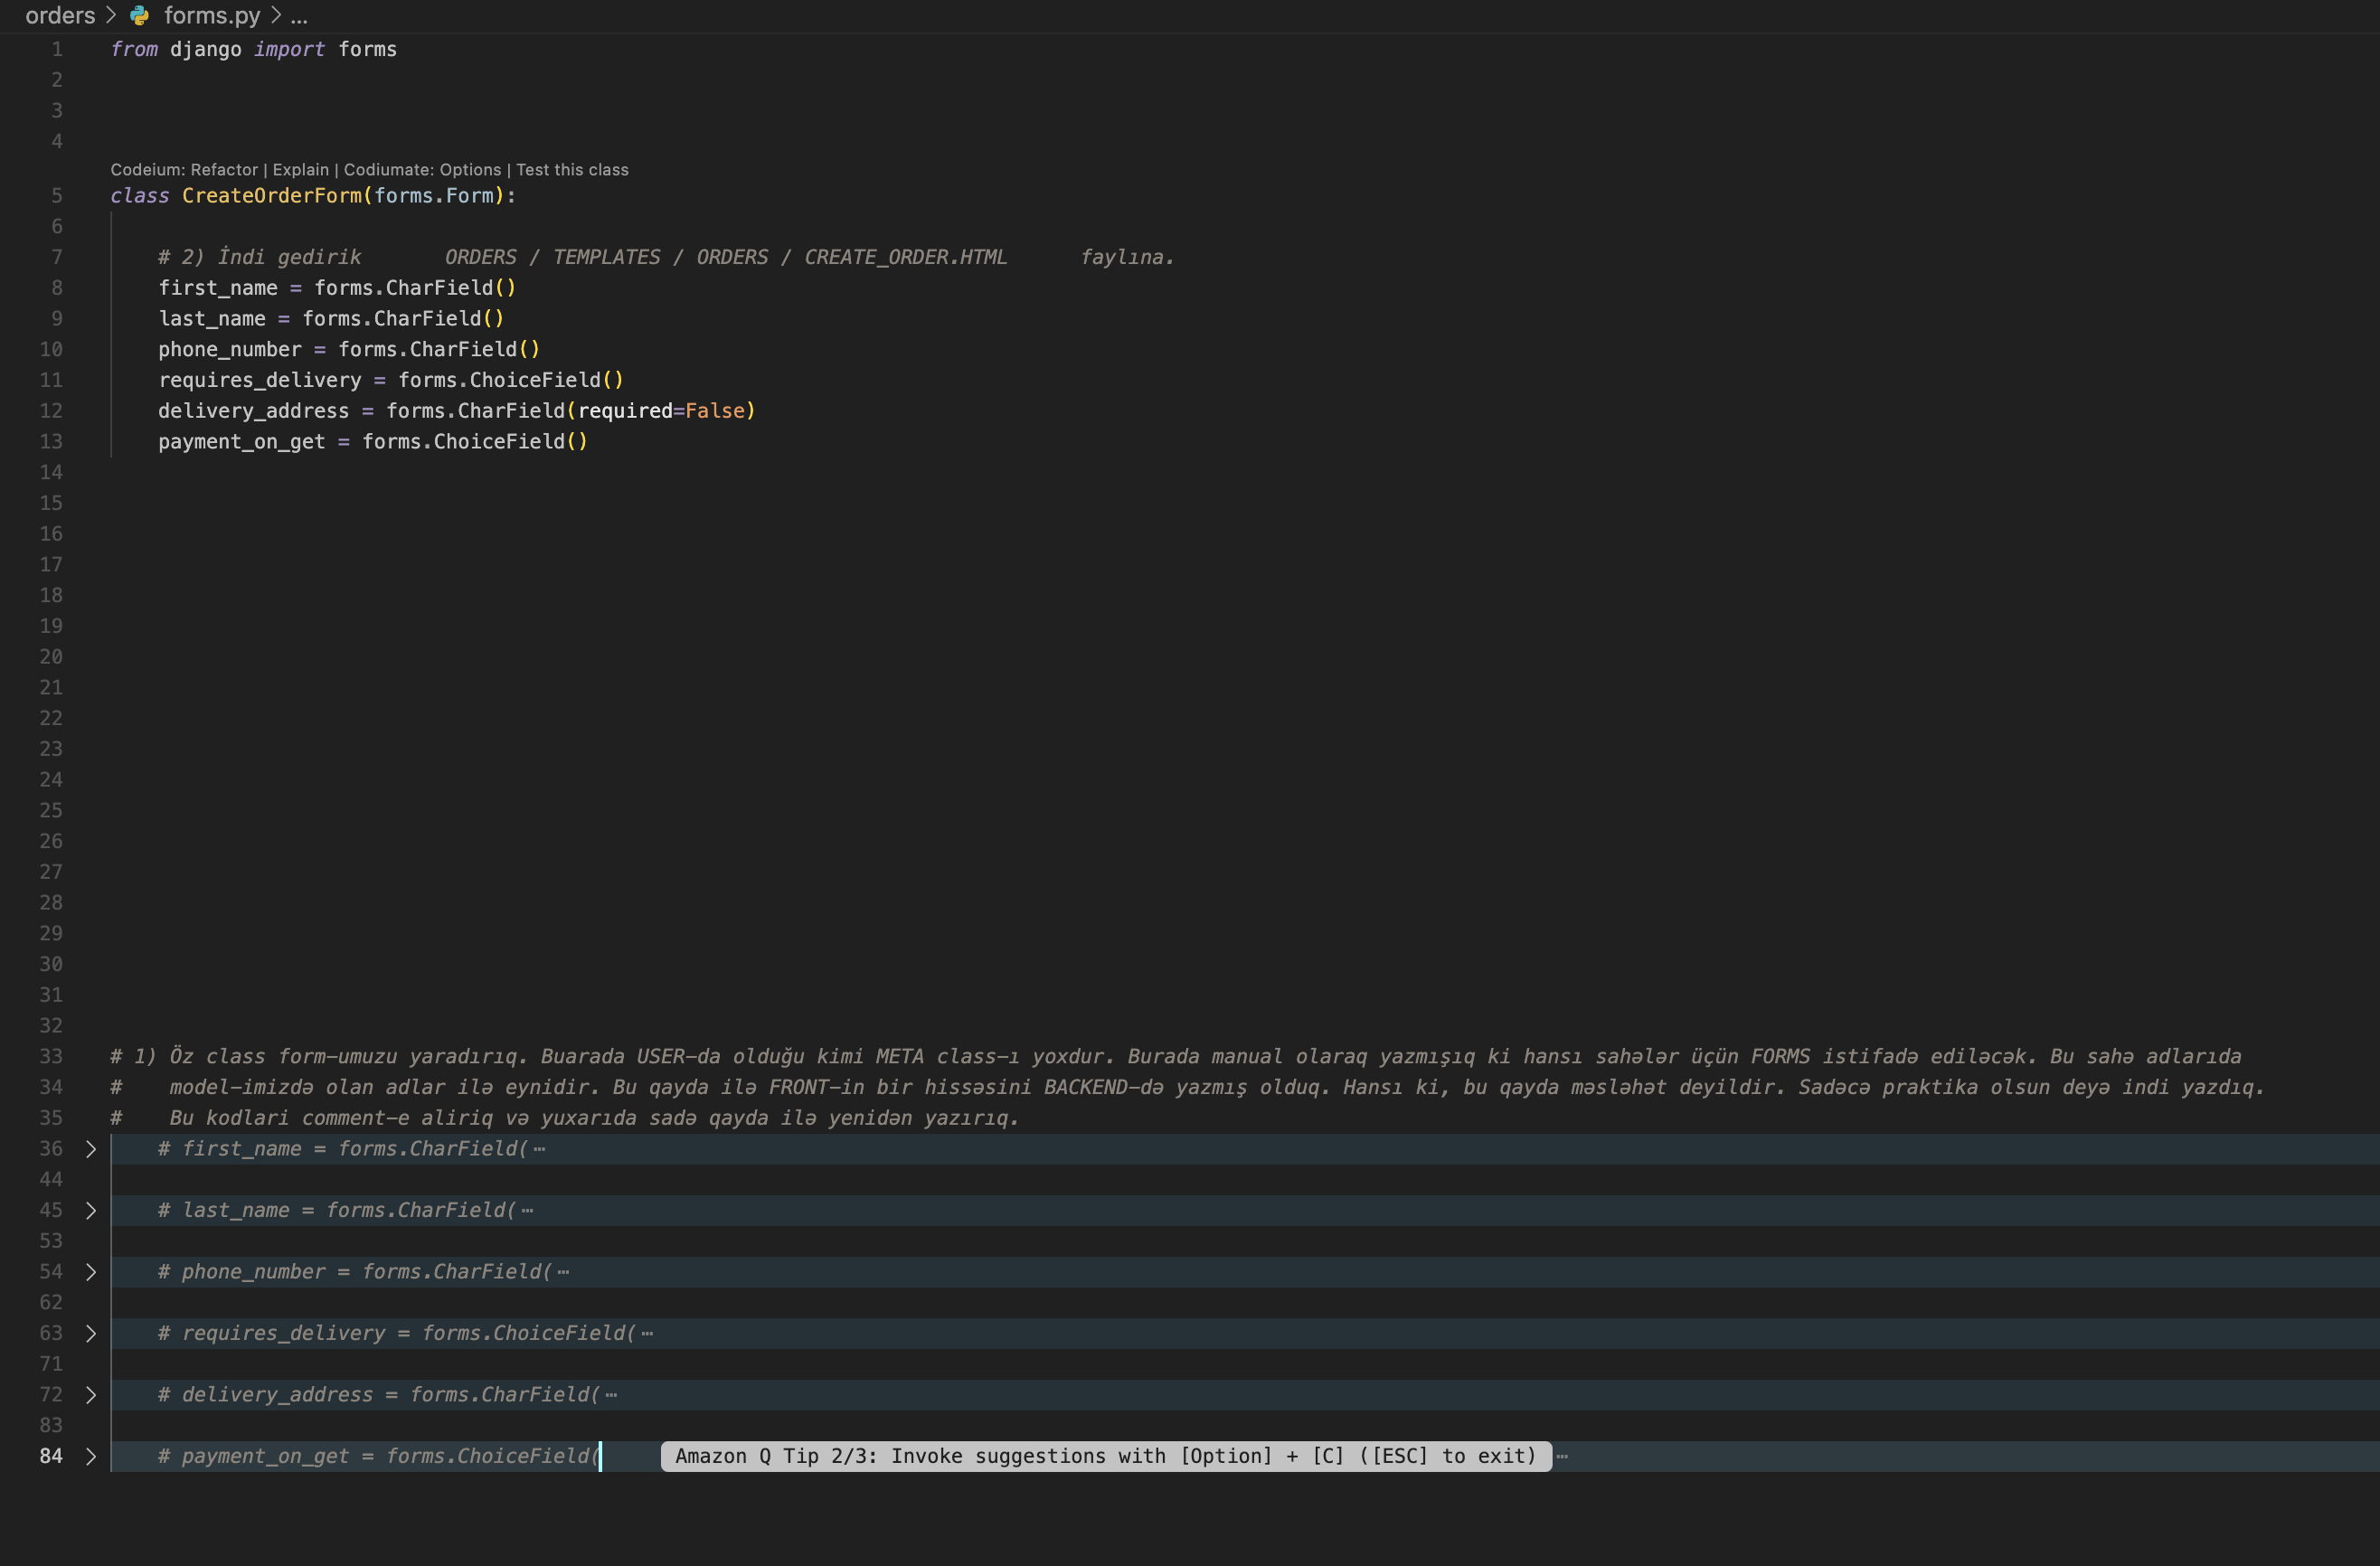 orders > forms.py > ...
1 from django import forms
2
3
4
Codeium: Refactor | Explain | Codiumate: Options | Test this class
5 class CreateOrderForm(forms.Form):
6
7 # 2) İndi gedirik       ORDERS / TEMPLATES / ORDERS / CREATE_ORDER.HTML      faylına.
8 first_name = forms.CharField()
9 last_name = forms.CharField()
10 phone_number = forms.CharField()
11 requires_delivery = forms.ChoiceField()
12 delivery_address = forms.CharField(required=False)
13 payment_on_get = forms.ChoiceField()
14
15
16
17
18
19
20
21
22
23
24
25
26
27
28
29
30
31
32
33 # 1) Öz class form-umuzu yaradırıq. Buarada USER-da olduğu kimi META class-ı yoxdur. Burada manual olaraq yazmışıq ki hansı sahələr üçün FORMS istifadə ediləcək. Bu sahə adlarıda
34 #    model-imizdə olan adlar ilə eynidir. Bu qayda ilə FRONT-in bir hissəsini BACKEND-də yazmış olduq. Hansı ki, bu qayda məsləhət deyildir. Sadəcə praktika olsun deyə indi yazdıq.
35 #    Bu kodlari comment-e aliriq və yuxarıda sadə qayda ilə yenidən yazırıq.
36 > # first_name = forms.CharField( ⋯
44
45 > # last_name = forms.CharField( ⋯
53
54 > # phone_number = forms.CharField( ⋯
62
63 > # requires_delivery = forms.ChoiceField( ⋯
71
72 > # delivery_address = forms.CharField( ⋯
83
84 > # payment_on_get = forms.ChoiceField( Amazon Q Tip 2/3: Invoke suggestions with [Option] + [C] ([ESC] to exit) ⋯